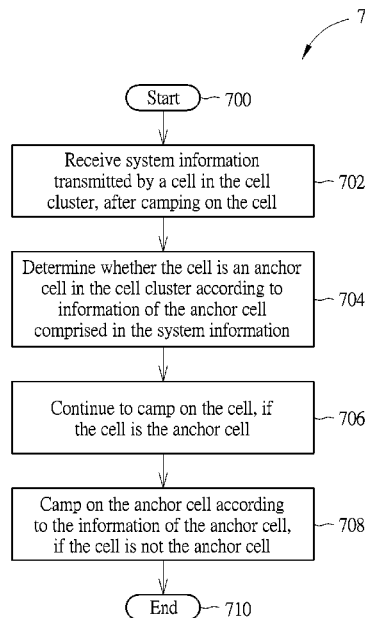 7
Start
700
Receive system information
transmitted by a cell in the cell
cluster, after camping on the cell
702
Determine whether the cell is an anchor
cell in the cell cluster according to
information of the anchor cell
comprised in the system information
704
Continue to camp on the cell, if
the cell is the anchor cell
706
Camp on the anchor cell according
to the information of the anchor cell,
if the cell is not the anchor cell
708
End
710